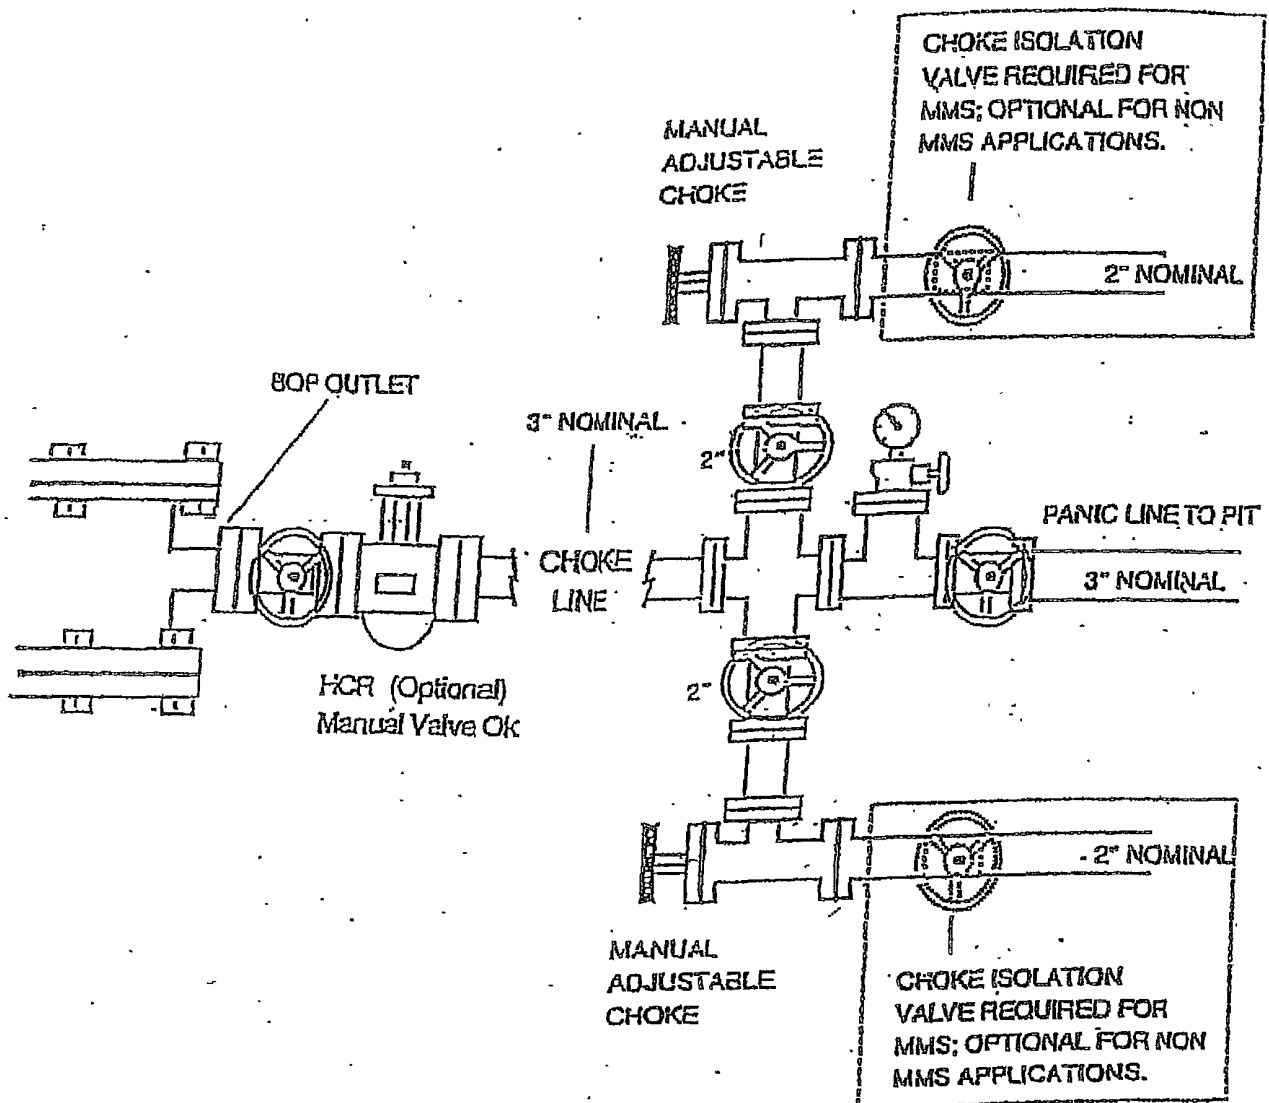 CHOKE ISOLATION
VALVE REQUIRED FOR
MMS; OPTIONAL FOR NON
MMS APPLICATIONS.
MANUAL
ADJUSTABLE
CHOKE
2" NOMINAL
BOP OUTLET
3" NOMINAL
2"
PANIC LINE TO PIT
3" NOMINAL
CHOKE
LINE
HCR (Optional)
Manual Valve Ok
2"
2" NOMINAL
MANUAL
ADJUSTABLE
CHOKE
CHOKE ISOLATION
VALVE REQUIRED FOR
MMS; OPTIONAL FOR NON
MMS APPLICATIONS.